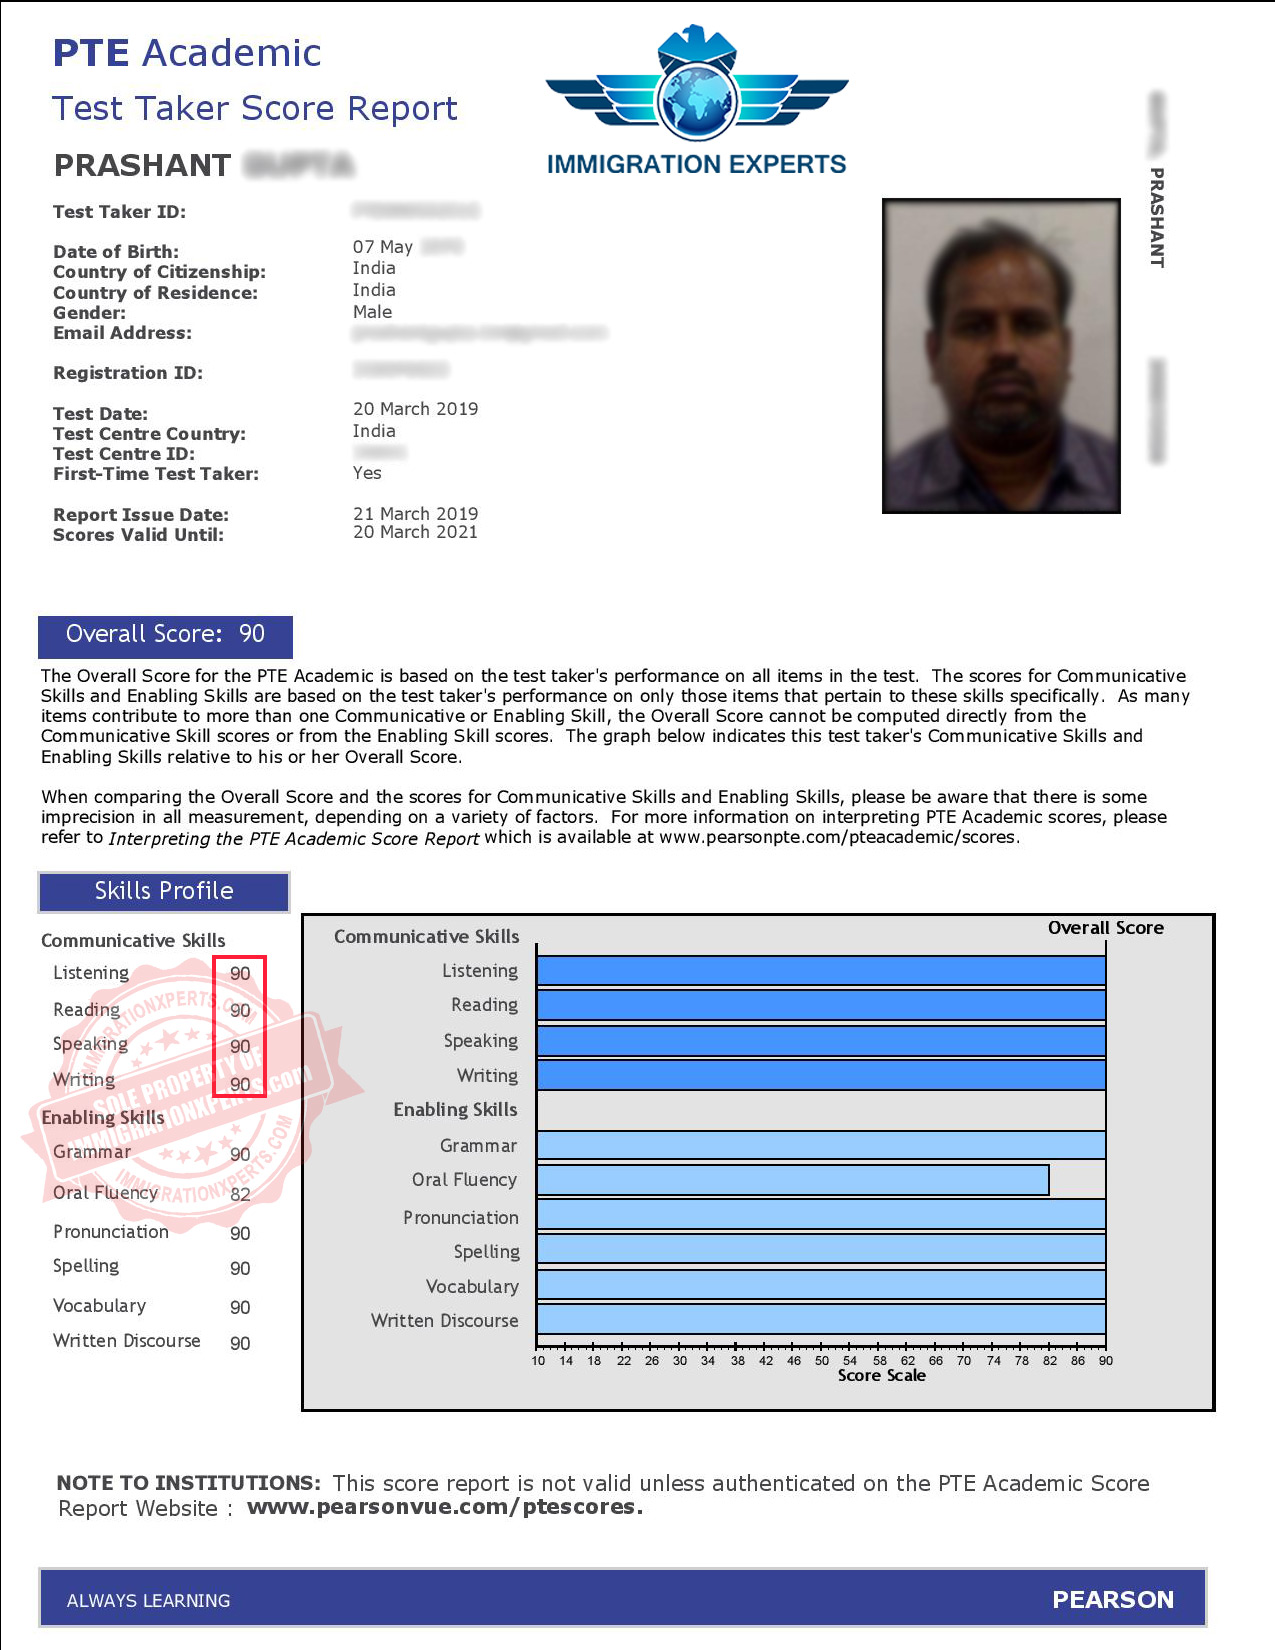 PTE Academic
Test Taker Score Report
IMMIGRATION EXPERTS
PRASHANT
PRASHANT
Test Taker ID:
Date of Birth: 07 May
Country of Citizenship: India
Country of Residence: India
Gender: Male
Email Address:
Registration ID:
Test Date: 20 March 2019
Test Centre Country: India
Test Centre ID:
First-Time Test Taker: Yes
Report Issue Date: 21 March 2019
Scores Valid Until: 20 March 2021
Overall Score: 90
The Overall Score for the PTE Academic is based on the test taker's performance on all items in the test. The scores for Communicative
Skills and Enabling Skills are based on the test taker's performance on only those items that pertain to these skills specifically. As many
items contribute to more than one Communicative or Enabling Skill, the Overall Score cannot be computed directly from the
Communicative Skill scores or from the Enabling Skill scores. The graph below indicates this test taker's Communicative Skills and
Enabling Skills relative to his or her Overall Score.
When comparing the Overall Score and the scores for Communicative Skills and Enabling Skills, please be aware that there is some
imprecision in all measurement, depending on a variety of factors. For more information on interpreting PTE Academic scores, please
refer to Interpreting the PTE Academic Score Report which is available at www.pearsonpte.com/pteacademic/scores.
Skills Profile
Communicative Skills
Listening 90
Reading 90
Speaking 90
Writing 90
Enabling Skills
Grammar 90
Oral Fluency 82
Pronunciation 90
Spelling 90
Vocabulary 90
Written Discourse 90
IMMIGRATIONXPERTS.COM
SOLE PROPERTY OF
IMMIGRATIONXPERTS.com
IMMIGRATIONXPERTS.COM
Overall Score
Communicative Skills
Listening
Reading
Speaking
Writing
Enabling Skills
Grammar
Oral Fluency
Pronunciation
Spelling
Vocabulary
Written Discourse
10 14 18 22 26 30 34 38 42 46 50 54 58 62 66 70 74 78 82 86 90
Score Scale
NOTE TO INSTITUTIONS: This score report is not valid unless authenticated on the PTE Academic Score
Report Website : www.pearsonvue.com/ptescores.
ALWAYS LEARNING
PEARSON